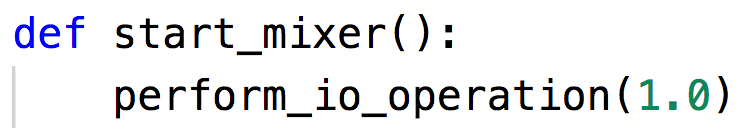 def start_mixer():
    perform_io_operation(1.0)